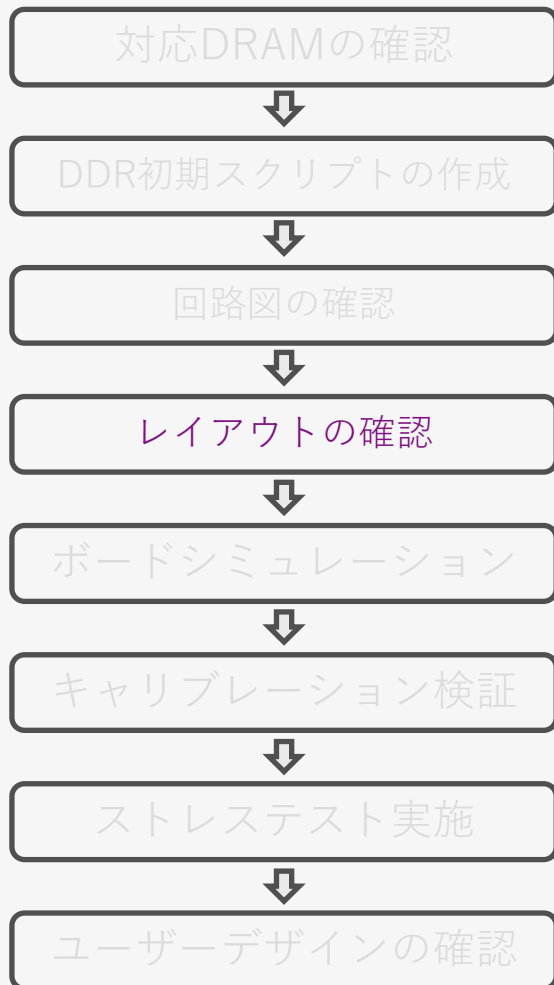 対応DRAMの確認
DDR初期スクリプトの作成
回路図の確認
レイアウトの確認
ボードシミュレーション
キャリブレーション検証
ストレステスト実施
ユーザーデザインの確認